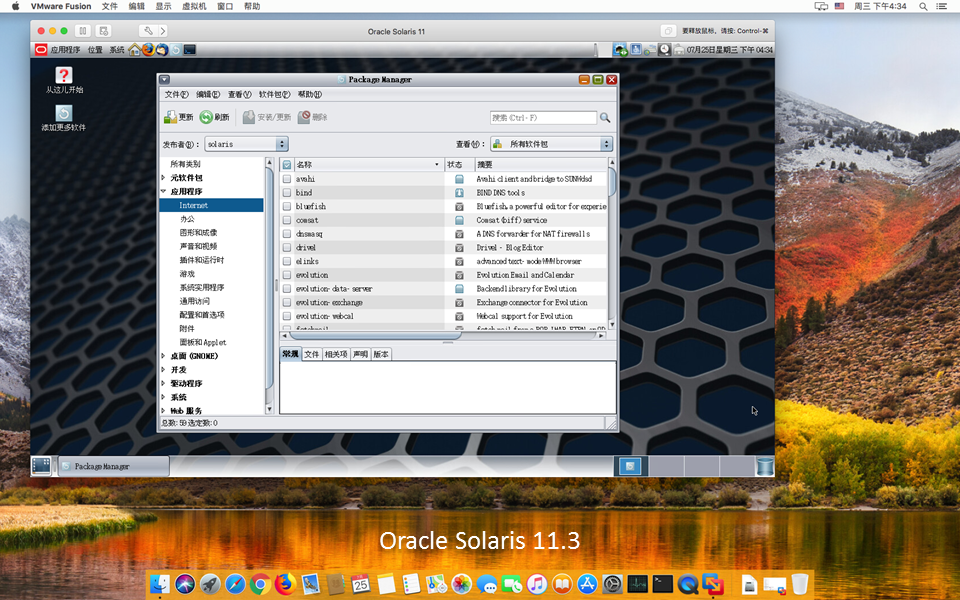 VMware Fusion 文件 编辑 显示 虚拟机 窗口 帮助 周三 下午4:34
Oracle Solaris 11 要释放鼠标，请按: Control-⌘
应用程序 位置 系统 07月25日星期三 下午 04:34
从这儿开始
添加更多软件
Package Manager
文件(F) 编辑(E) 查看(V) 软件包(P) 帮助(H)
更新 刷新 安装/更新 删除 搜索 (Ctrl-F)
发布者(U)： solaris 查看(W)： 所有软件包
所有类别
元软件包
应用程序
Internet
办公
图形和成像
声音和视频
插件和运行时
游戏
系统实用程序
通用访问
配置和首选项
附件
面板和Applet
桌面 (GNOME)
开发
驱动程序
系统
Web 服务
名称 状态 摘要
avahi Avahi client and bridge to SUNWdsd
bind BIND DNS tools
bluefish Bluefish, a powerful editor for experie
comsat Comsat (biff) service
dnsmasq A DNS forwarder for NAT firewalls
drivel Drivel - Blog Editor
elinks advanced text-mode WWW browser
evolution Evolution Email and Calendar
evolution-data-server Backend library for Evolution
evolution-exchange Exchange connector for Evolution
evolution-webcal Webcal support for Evolution
常规 文件 相关项 声明 版本
总数: 59 选定数: 0
Package Manager
Oracle Solaris 11.3
25